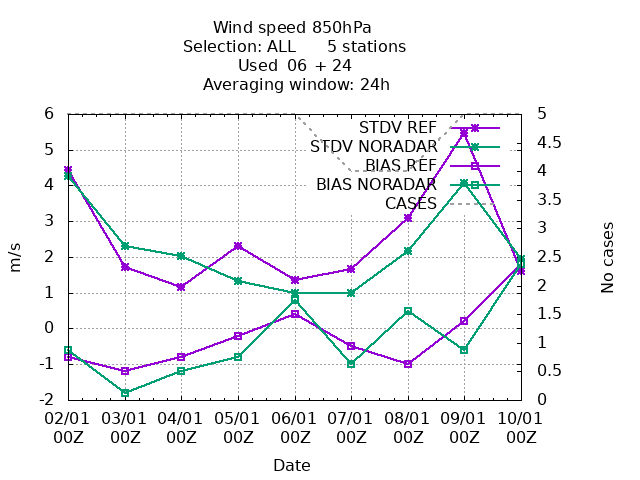 Wind speed 850hPa
Selection: ALL 5 stations
Used 06 + 24
Averaging window: 24h
6
5
4
3
2
1
0
-1
-2
m/s
STDV REF
STDV NORADAR
BIAS REF
BIAS NORADAR
CASES
5
4.5
4
3.5
3
2.5
2
1.5
1
0.5
0
No cases
02/01 03/01 04/01 05/01 06/01 07/01 08/01 09/01 10/01
00Z 00Z 00Z 00Z 00Z 00Z 00Z 00Z 00Z
Date